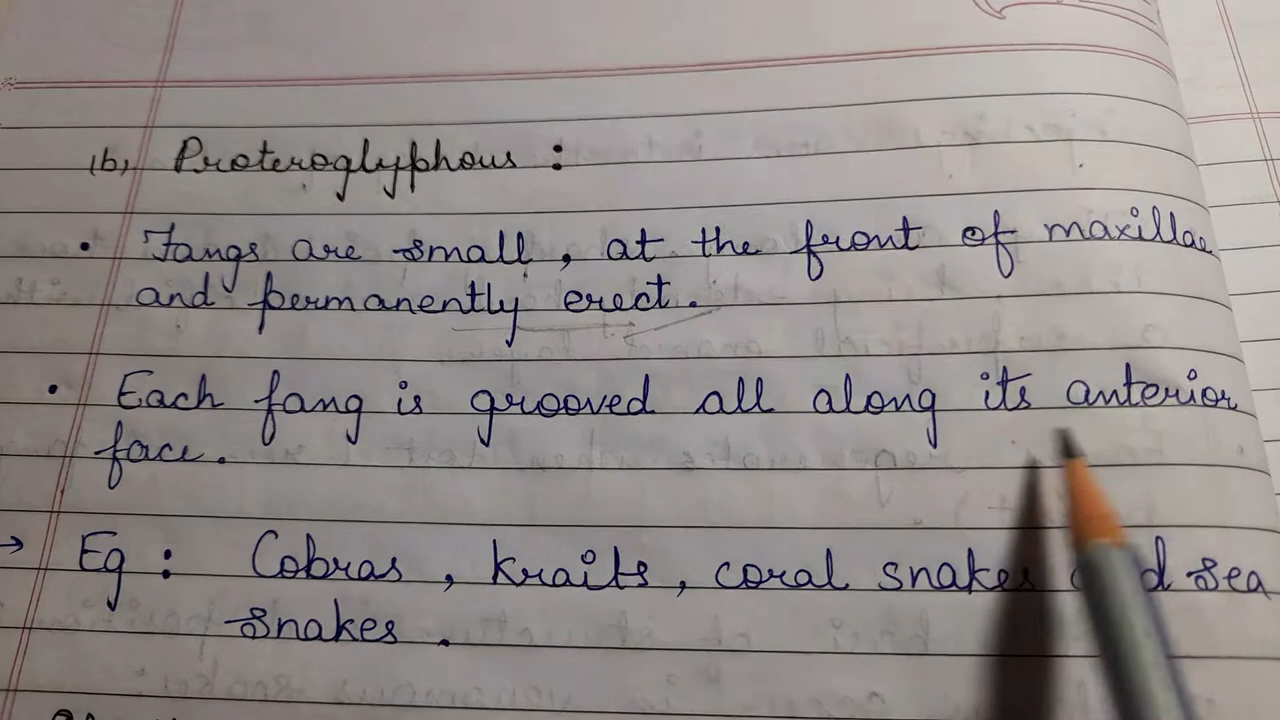 (b) Proteroglyphous :
• Fangs are small, at the front of maxillae
and permanently erect.
• Each fang is grooved all along its anterior
face.
→ Eg : Cobras, kraits, coral snakes and sea
snakes.